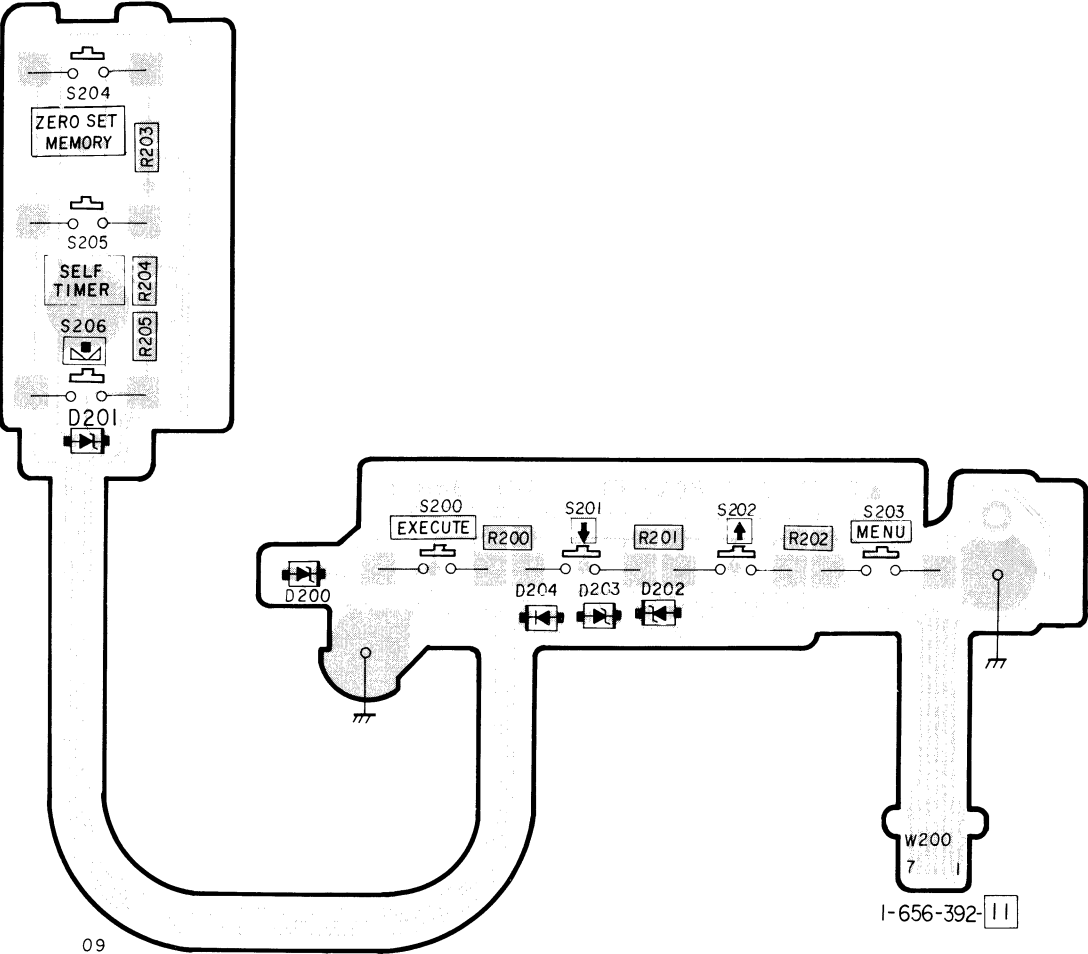 S204
ZERO SET
MEMORY
R203
S205
SELF
TIMER
R204
S206
R205
D201
S200
EXECUTE
R200
S201
R201
S202
R202
S203
MENU
D200
D204
D203
D202
W200
7 1
1-656-392-11
09